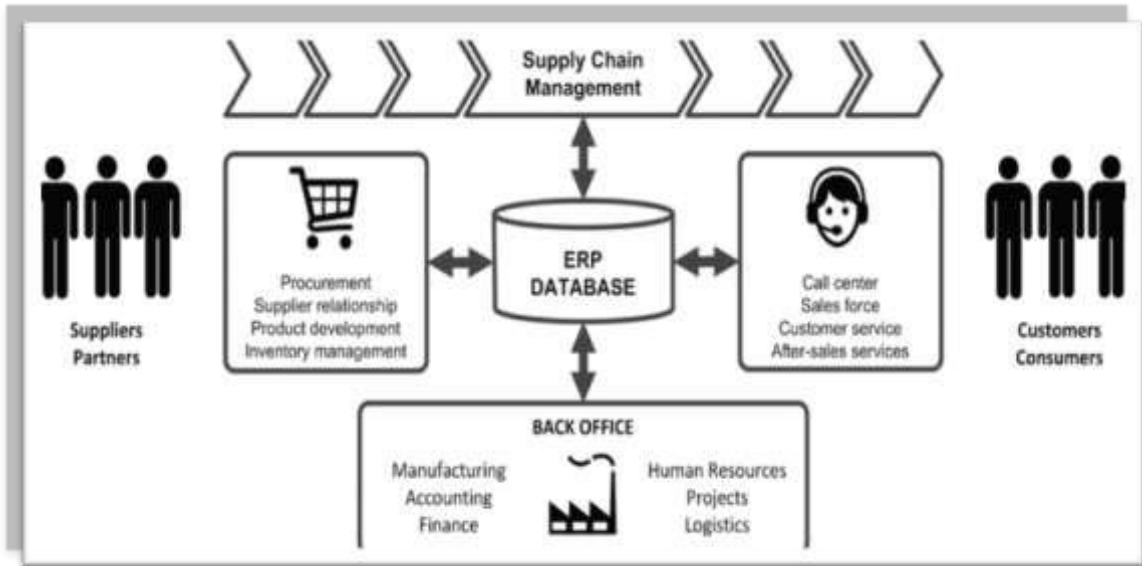 Supply Chain
Management
Suppliers
Partners
Procurement
Supplier relationship
Product development
Inventory management
ERP
DATABASE
Call center
Sales force
Customer service
After-sales services
Customers
Consumers
BACK OFFICE
Manufacturing
Accounting
Finance
Human Resources
Projects
Logistics